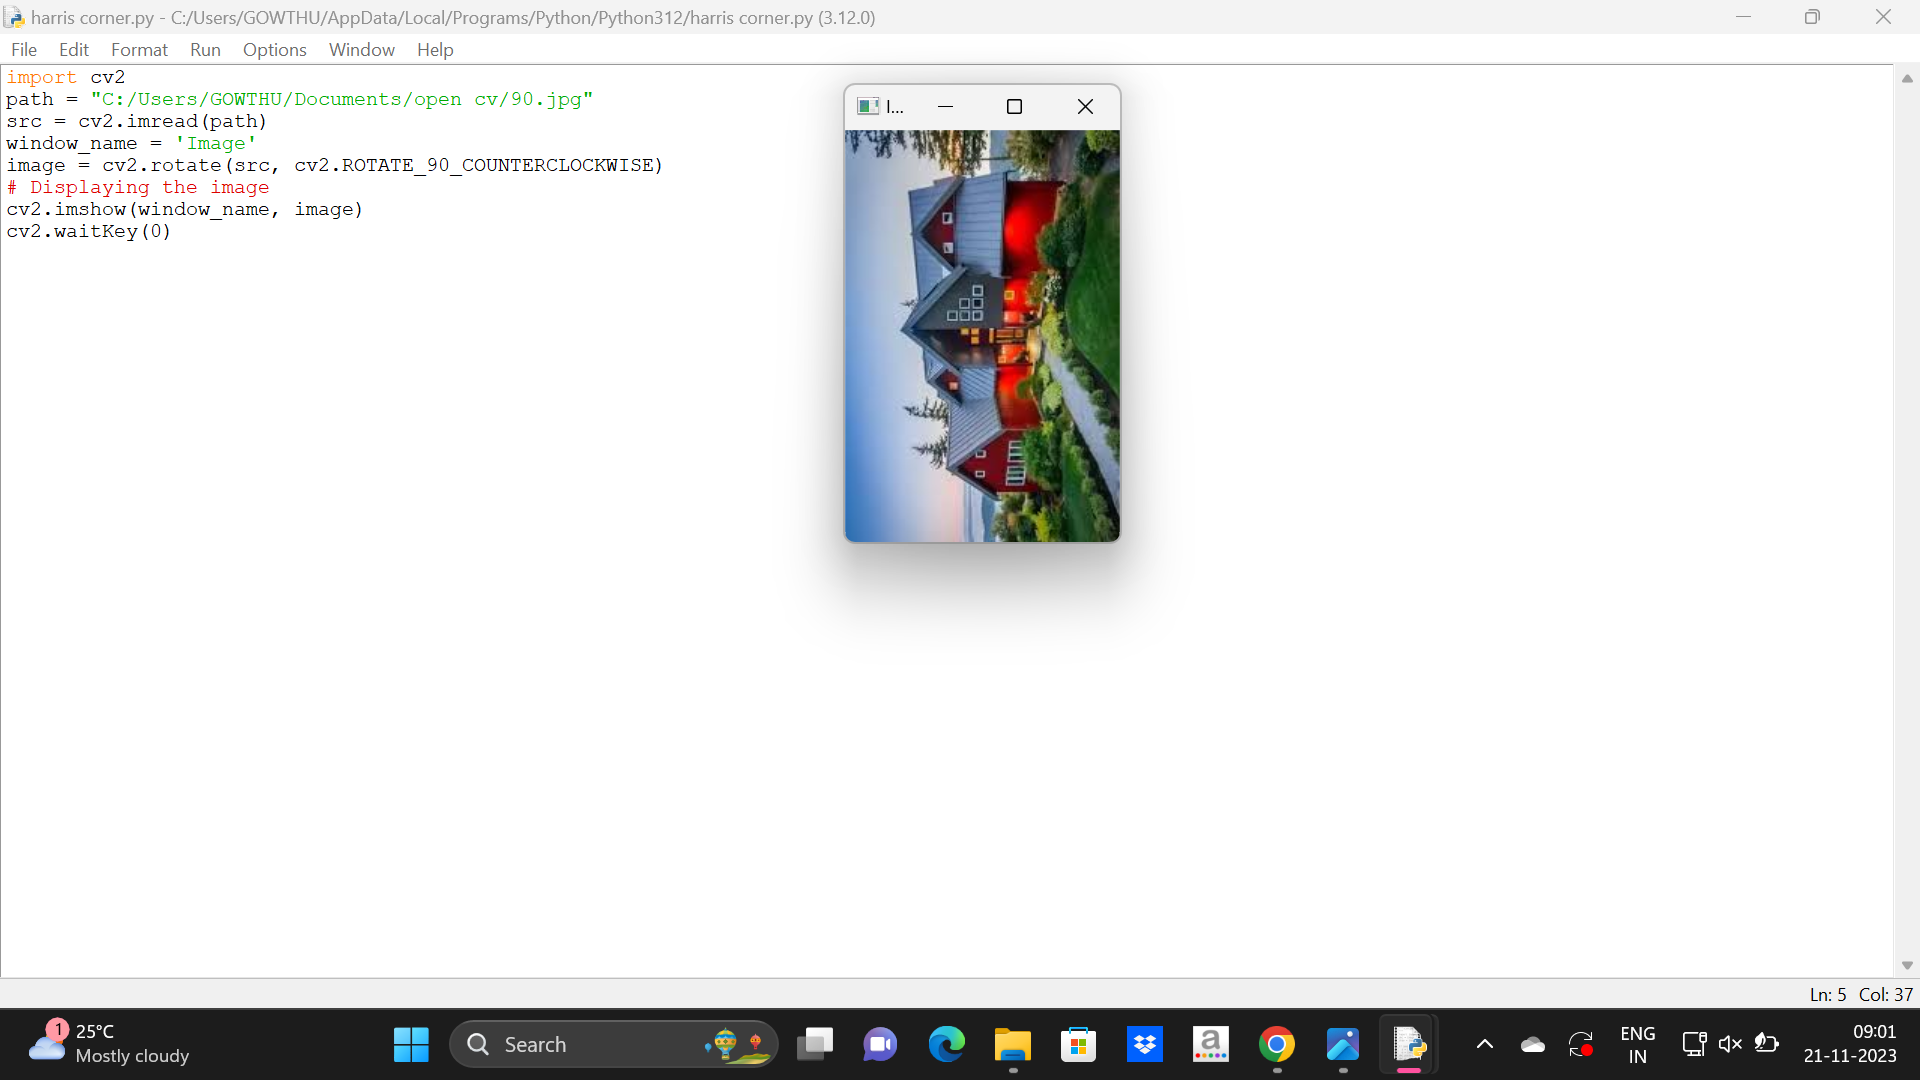 harris corner.py - C:/Users/GOWTHU/AppData/Local/Programs/Python/Python312/harris corner.py (3.12.0)
File Edit Format Run Options Window Help
import cv2
path = "C:/Users/GOWTHU/Documents/open cv/90.jpg"
src = cv2.imread(path)
window_name = 'Image'
image = cv2.rotate(src, cv2.ROTATE_90_COUNTERCLOCKWISE)
# Displaying the image
cv2.imshow(window_name, image)
cv2.waitKey(0)
I...
Ln: 5 Col: 37
1
25°C
Mostly cloudy
Search
a
ENG
IN
09:01
21-11-2023